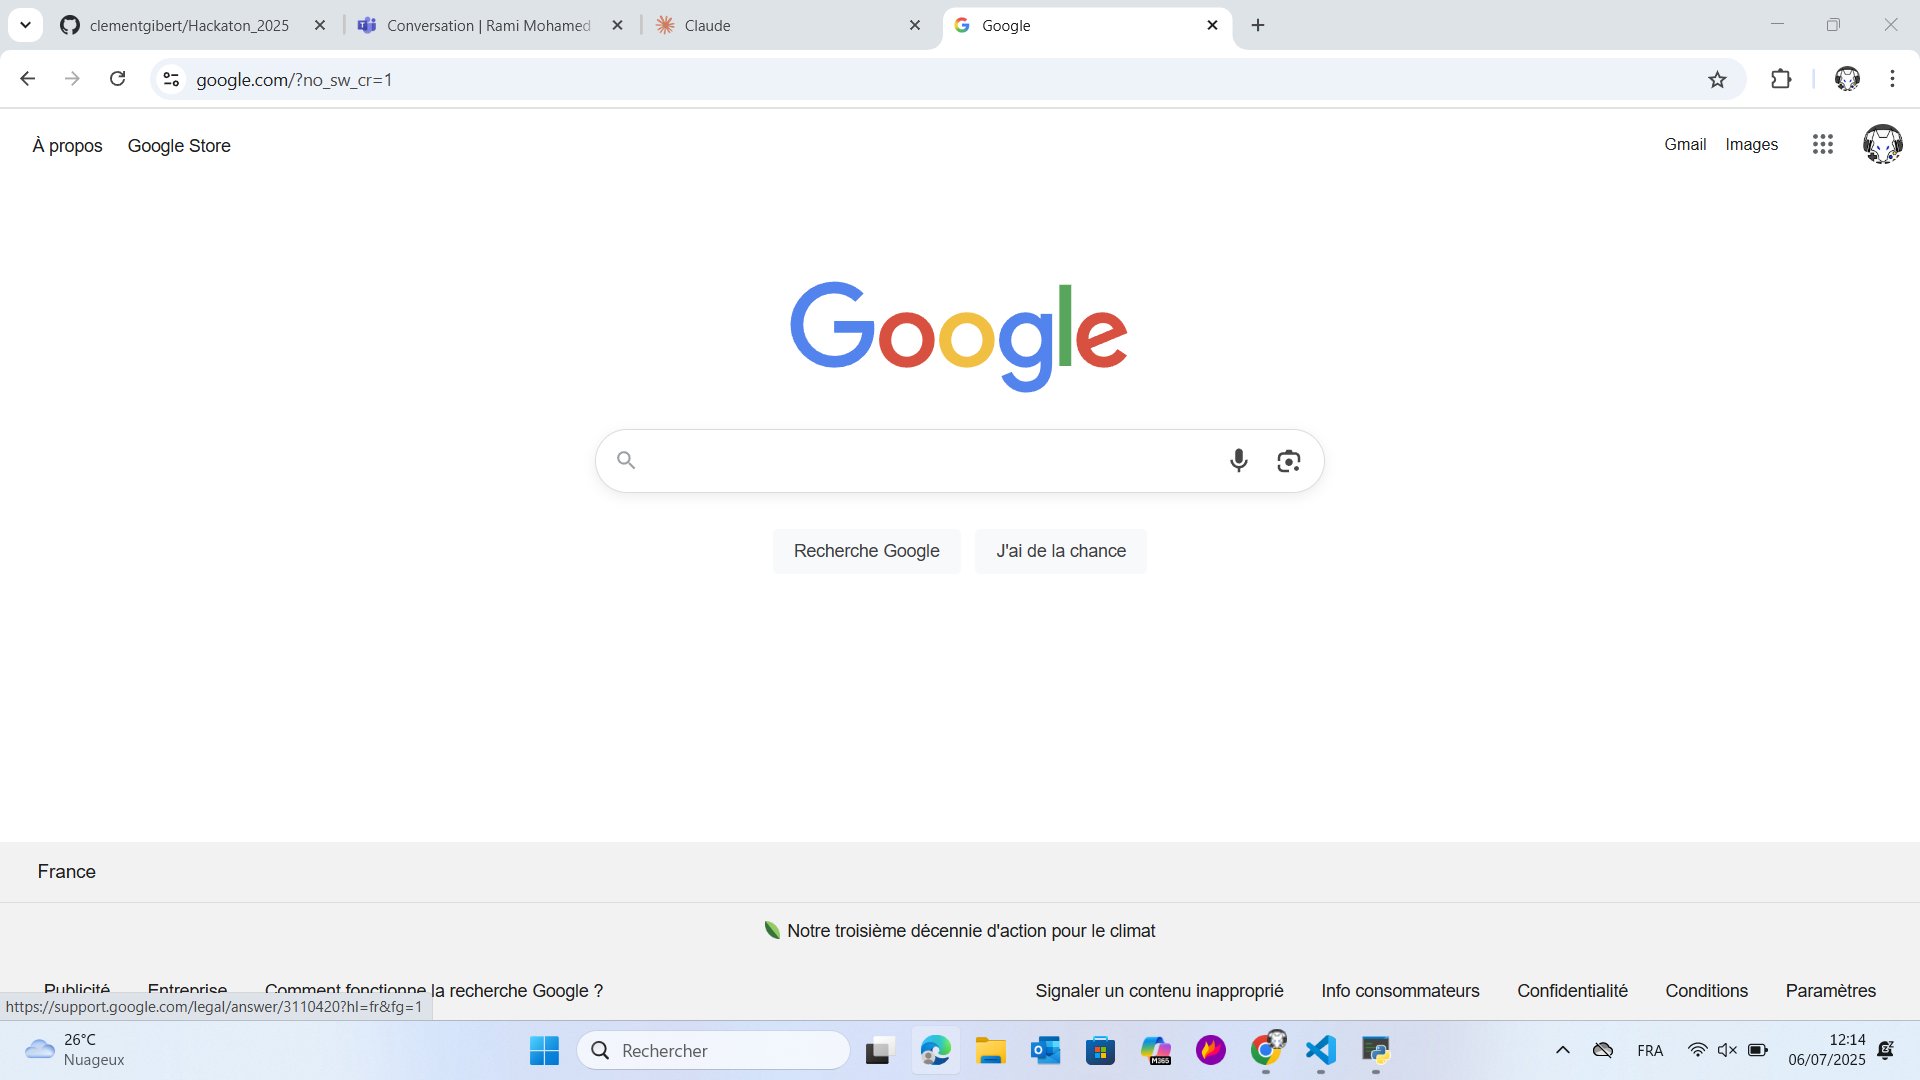 clementgibert/Hackaton_2025
Conversation | Rami Mohamed
Claude
Google
google.com/?no_sw_cr=1
À propos
Google Store
Gmail
Images
Google
Recherche Google
J'ai de la chance
France
Notre troisième décennie d'action pour le climat
Publicité
Entreprise
Comment fonctionne la recherche Google ?
Signaler un contenu inapproprié
Info consommateurs
Confidentialité
Conditions
Paramètres
https://support.google.com/legal/answer/3110420?hl=fr&fg=1
26°C
Nuageux
Rechercher
M365
FRA
12:14
06/07/2025